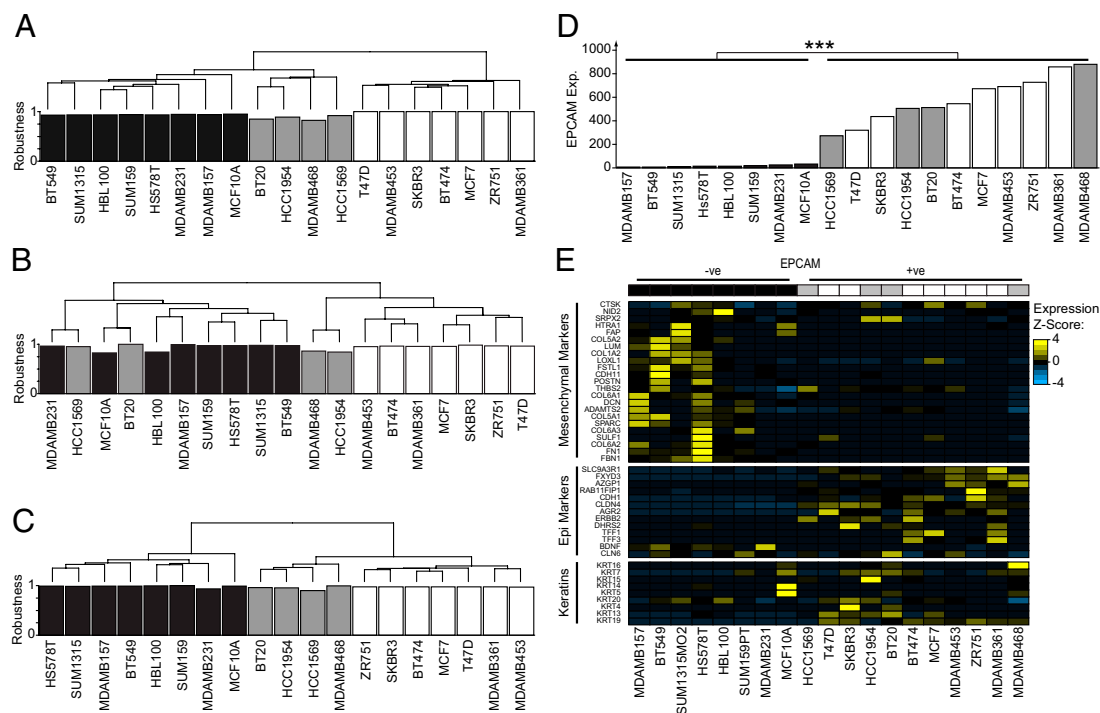 A
Robustness
1
0
BT549
SUM1315
HBL100
SUM159
HS578T
MDAMB231
MDAMB157
MCF10A
BT20
HCC1954
MDAMB468
HCC1569
T47D
MDAMB453
SKBR3
BT474
MCF7
ZR751
MDAMB361
B
Robustness
1
0
MDAMB231
HCC1569
MCF10A
BT20
HBL100
MDAMB157
SUM159
HS578T
SUM1315
BT549
MDAMB468
HCC1954
MDAMB453
BT474
MDAMB361
MCF7
SKBR3
ZR751
T47D
C
Robustness
1
0
HS578T
SUM1315
MDAMB157
BT549
HBL100
SUM159
MDAMB231
MCF10A
BT20
HCC1954
HCC1569
MDAMB468
ZR751
SKBR3
BT474
MCF7
T47D
MDAMB361
MDAMB453
D
EPCAM Exp.
1000
800
600
400
200
0
***
MDAMB157
BT549
SUM1315
Hs578T
HBL100
SUM159
MDAMB231
MCF10A
HCC1569
T47D
SKBR3
HCC1954
BT20
BT474
MCF7
MDAMB453
ZR751
MDAMB361
MDAMB468
E
EPCAM
-ve
+ve
Mesenchymal Markers
CTSK
NID2
SRPX2
HTRA1
FAP
COL5A2
LUM
COL1A2
LOXL1
FSTL1
CDH11
POSTN
THBS2
COL6A1
DCN
ADAMTS2
COL5A1
SPARC
COL6A3
SULF1
COL6A2
FN1
FBN1
Epi Markers
SLC9A3R1
FXYD3
AZGP1
RAB11FIP1
CDH1
CLDN4
AGR2
ERBB2
DHRS2
TFF1
TFF3
BDNF
CLN6
Keratins
KRT16
KRT7
KRT15
KRT14
KRT5
KRT20
KRT4
KRT13
KRT19
MDAMB157
BT549
SUM1315MO2
HS578T
HBL100
SUM159PT
MDAMB231
MCF10A
HCC1569
T47D
SKBR3
HCC1954
BT20
BT474
MCF7
MDAMB453
ZR751
MDAMB361
MDAMB468
Expression
Z-Score:
4
0
-4